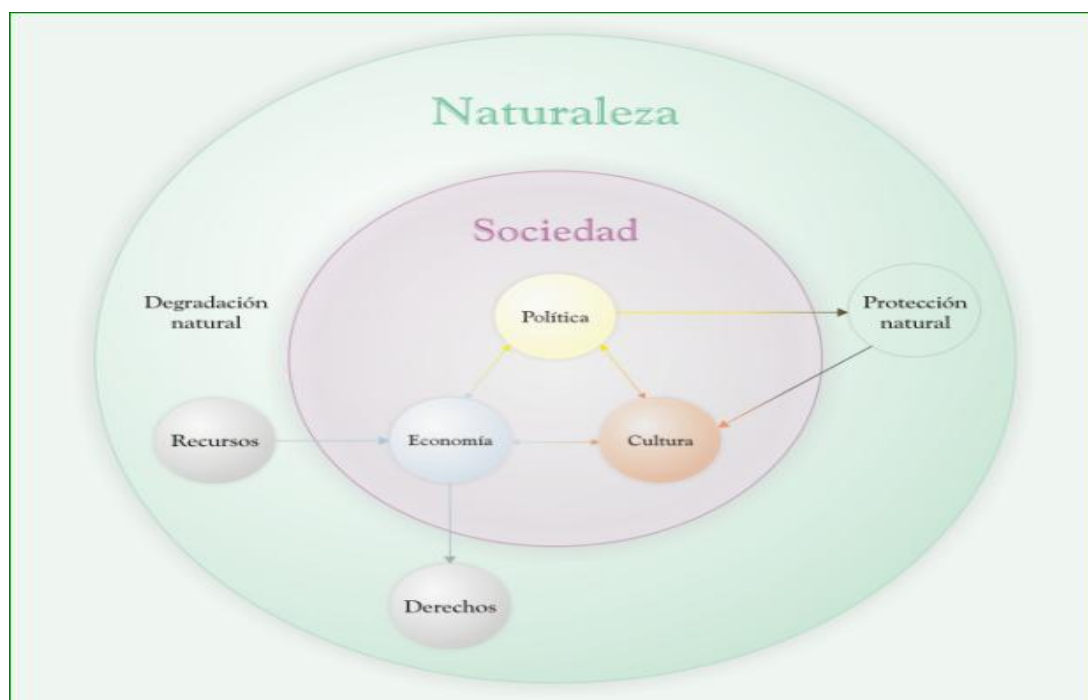 Naturaleza
Sociedad
Degradación
natural
Política
Protección
natural
Recursos
Economía
Cultura
Derechos